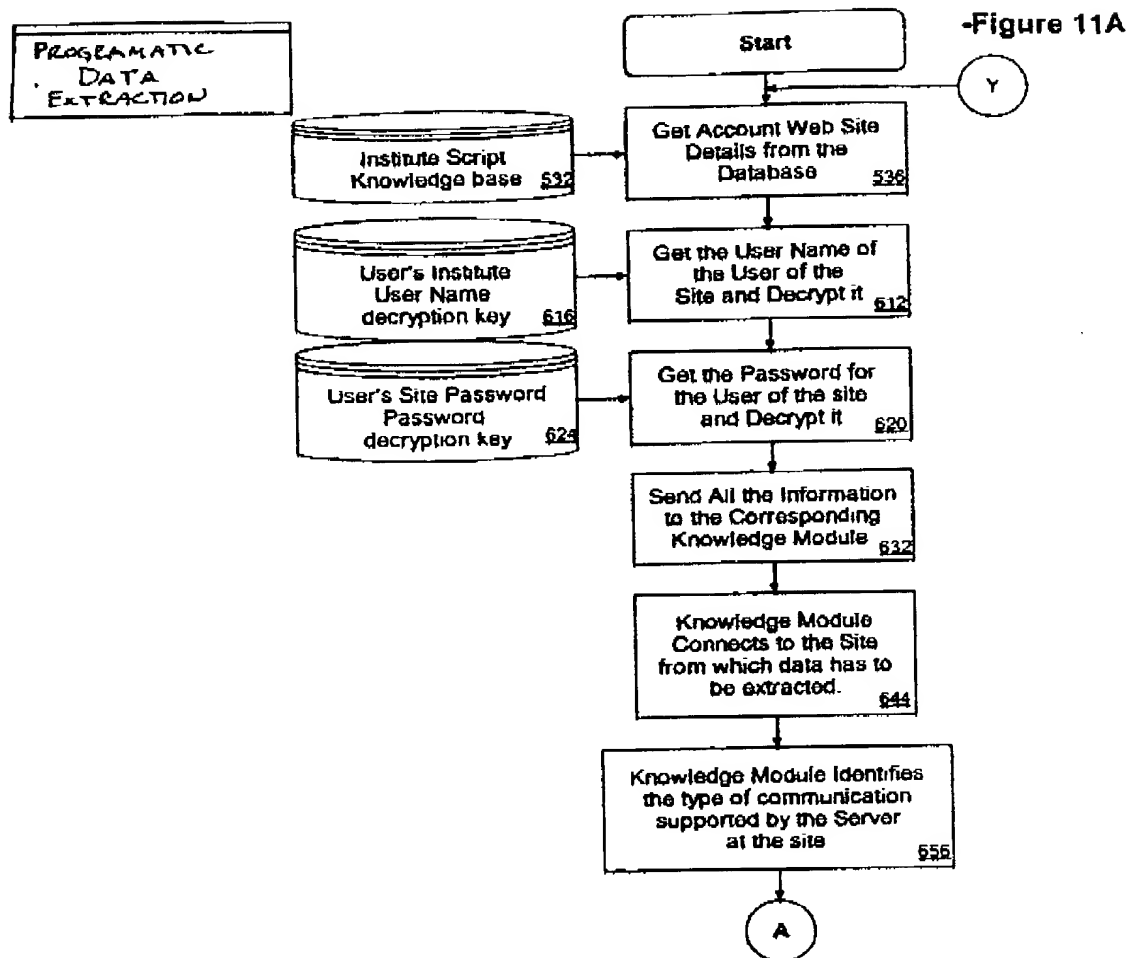 -Figure 11A
PROGRAMATIC
DATA
EXTRACTION
Start
Y
Institute Script
Knowledge base 532
Get Account Web Site
Details from the
Database 536
User's Institute
User Name
decryption key 616
Get the User Name of
the User of the
Site and Decrypt it 612
User's Site Password
Password
decryption key 624
Get the Password for
the User of the site
and Decrypt it 620
Send All the Information
to the Corresponding
Knowledge Module 632
Knowledge Module
Connects to the Site
from which data has to
be extracted. 644
Knowledge Module Identifies
the type of communication
supported by the Server
at the site 656
A